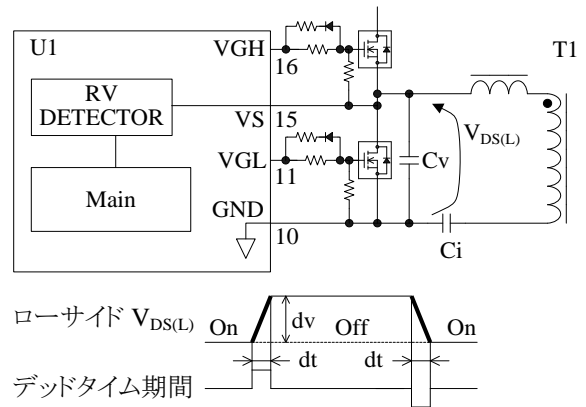 U1
VGH
16
T1
RV
DETECTOR
VS
15
V_DS(L)
VGL
11
Cv
Main
GND
10
Ci
ローサイド V_DS(L)
On
dv
Off
On
dt
dt
デッドタイム期間